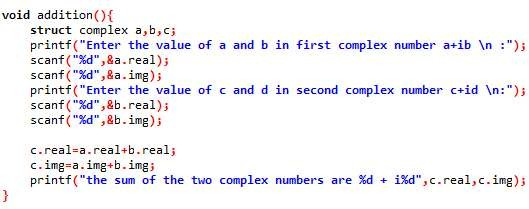 void addition(){
    struct complex a,b,c;
    printf("Enter the value of a and b in first complex number a+ib \n :");
    scanf("%d",&a.real);
    scanf("%d",&a.img);
    printf("Enter the value of c and d in second complex number c+id \n:");
    scanf("%d",&b.real);
    scanf("%d",&b.img);

    c.real=a.real+b.real;
    c.img=a.img+b.img;
    printf("the sum of the two complex numbers are %d + i%d",c.real,c.img);
}